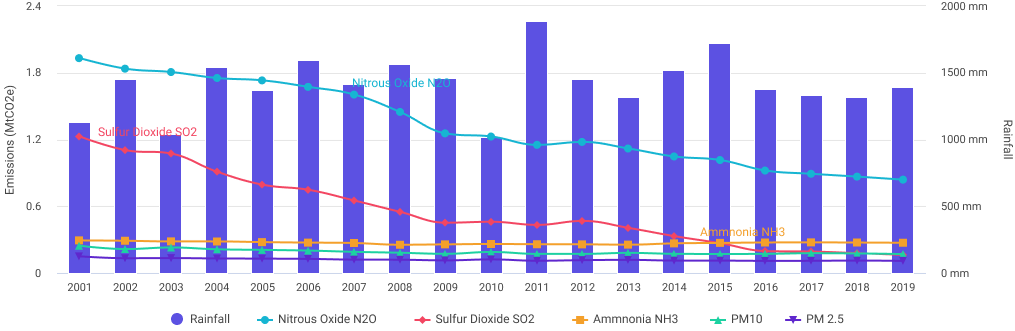 2.4
2000 mm
1.8
1500 mm
Nitrous Oxide N2O
Sulfur Dioxide SO2
1.2
1000 mm
Emissions (MtCO2e)
Rainfall
0.6
500 mm
Ammnonia NH3
0
0 mm
2001 2002 2003 2004 2005 2006 2007 2008 2009 2010 2011 2012 2013 2014 2015 2016 2017 2018 2019
Rainfall Nitrous Oxide N2O Sulfur Dioxide SO2 Ammnonia NH3 PM10 PM 2.5